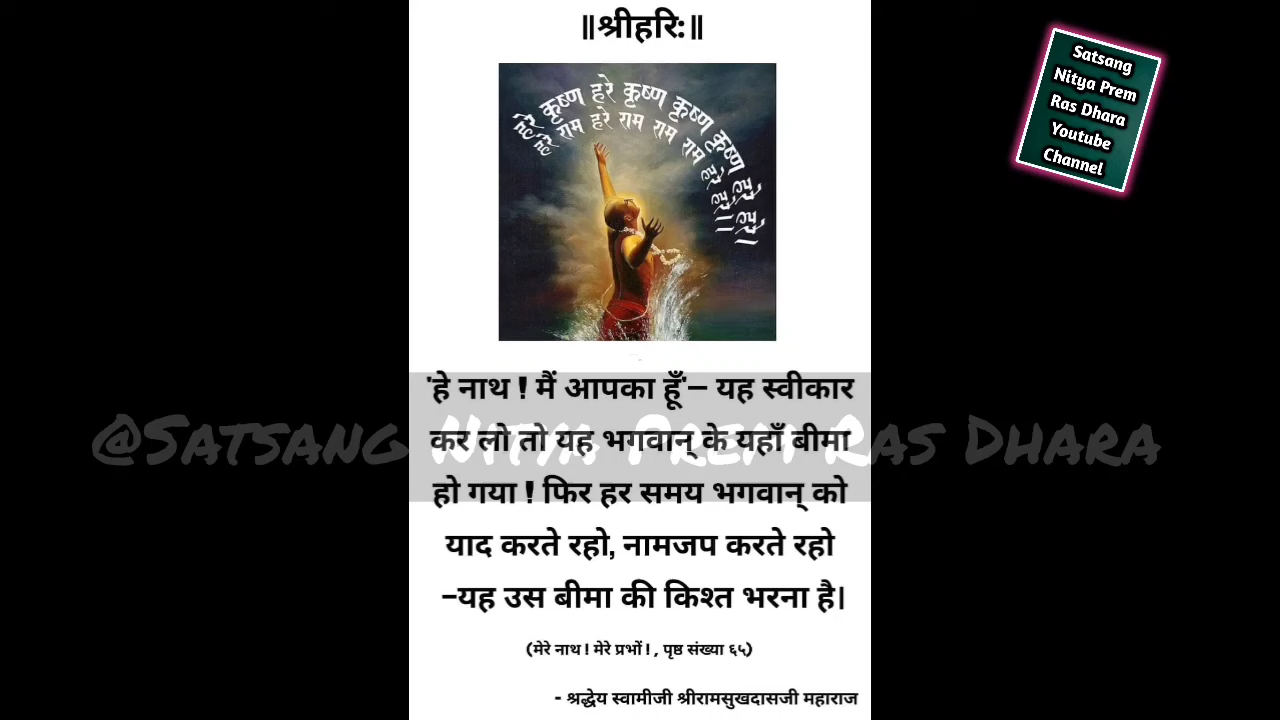 ॥श्रीहरि:॥
हरे कृष्ण हरे कृष्ण कृष्ण कृष्ण हरे हरे।
हरे राम हरे राम राम राम हरे हरे।।
Satsang
Nitya Prem
Ras Dhara
Youtube
Channel
'हे नाथ ! मैं आपका हूँ'– यह स्वीकार
कर लो तो यह भगवान् के यहाँ बीमा
हो गया ! फिर हर समय भगवान् को
याद करते रहो, नामजप करते रहो
–यह उस बीमा की किश्त भरना है।
@Satsang Nitya Prem Ras Dhara
(मेरे नाथ ! मेरे प्रभों ! , पृष्ठ संख्या ६५)
- श्रद्धेय स्वामीजी श्रीरामसुखदासजी महाराज